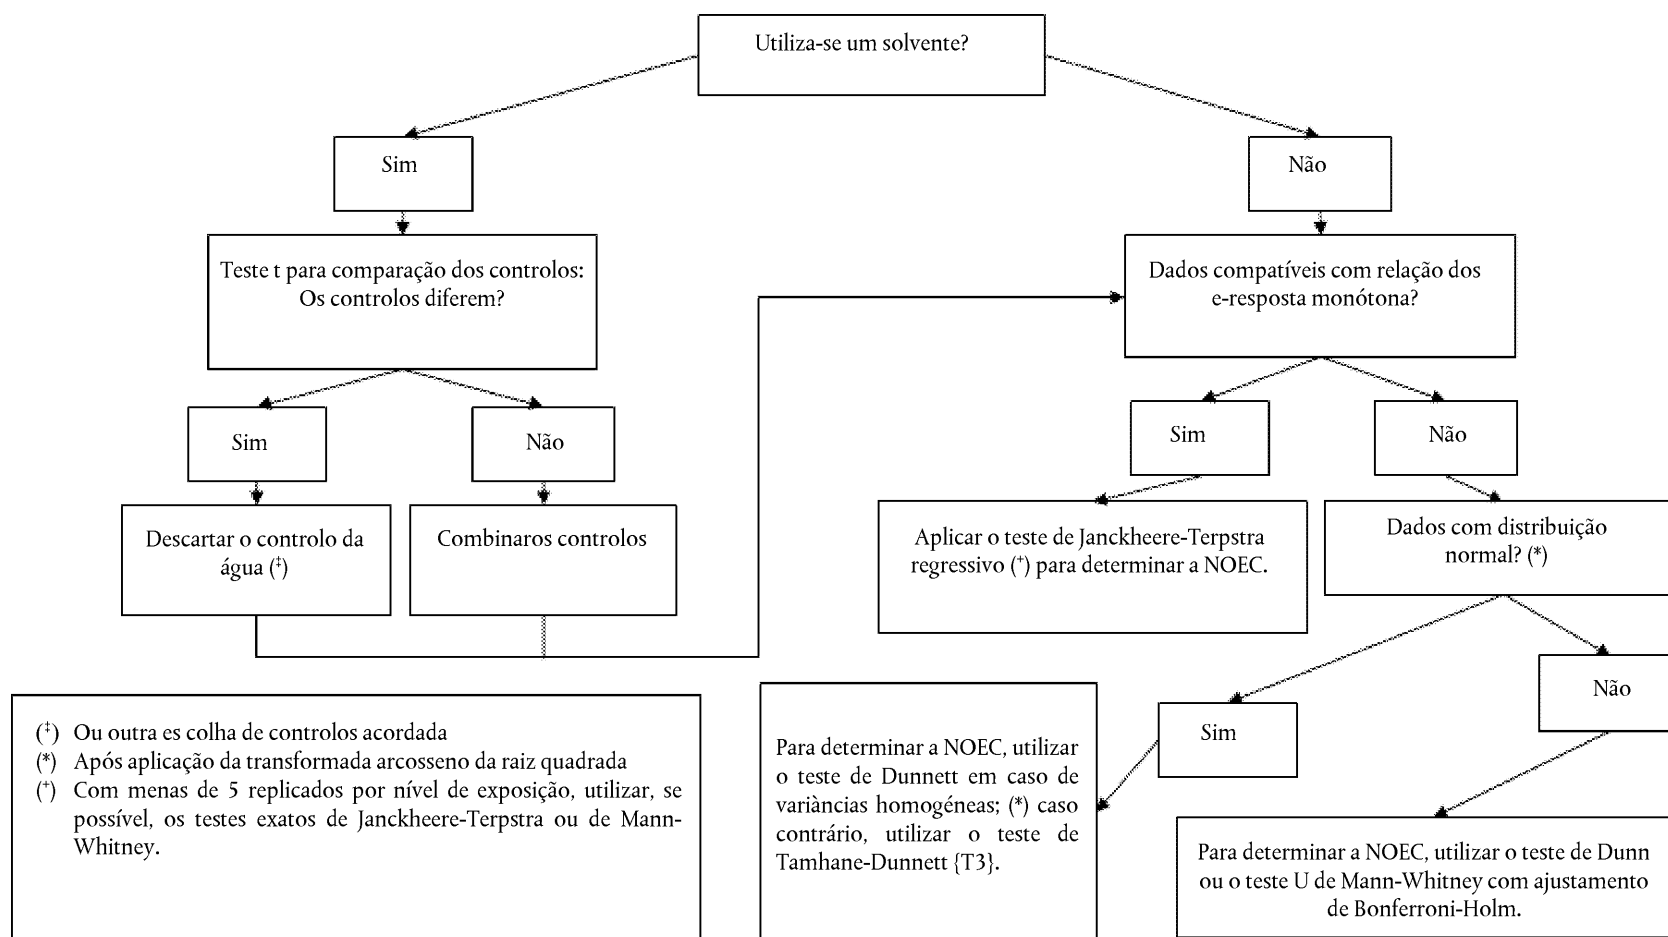 Utiliza-se um solvente?
Sim
Não
Teste t para comparação dos controlos:
Os controlos diferem?
Dados compatíveis com relação dos
e-resposta monótona?
Sim
Não
Sim
Não
Descartar o controlo da
água (‡)
Combinaros controlos
Aplicar o teste de Janckheere-Terpstra
regressivo (⁺) para determinar a NOEC.
Dados com distribuição
normal? (*)
Sim
Não
(‡) Ou outra es colha de controlos acordada
(*) Após aplicação da transformada arcosseno da raiz quadrada
(⁺) Com menas de 5 replicados por nível de exposição, utilizar, se
possível, os testes exatos de Janckheere-Terpstra ou de Mann-
Whitney.
Para determinar a NOEC, utilizar
o teste de Dunnett em caso de
variàncias homogéneas; (*) caso
contrário, utilizar o teste de
Tamhane-Dunnett {T3}.
Para determinar a NOEC, utilizar o teste de Dunn
ou o teste U de Mann-Whitney com ajustamento
de Bonferroni-Holm.